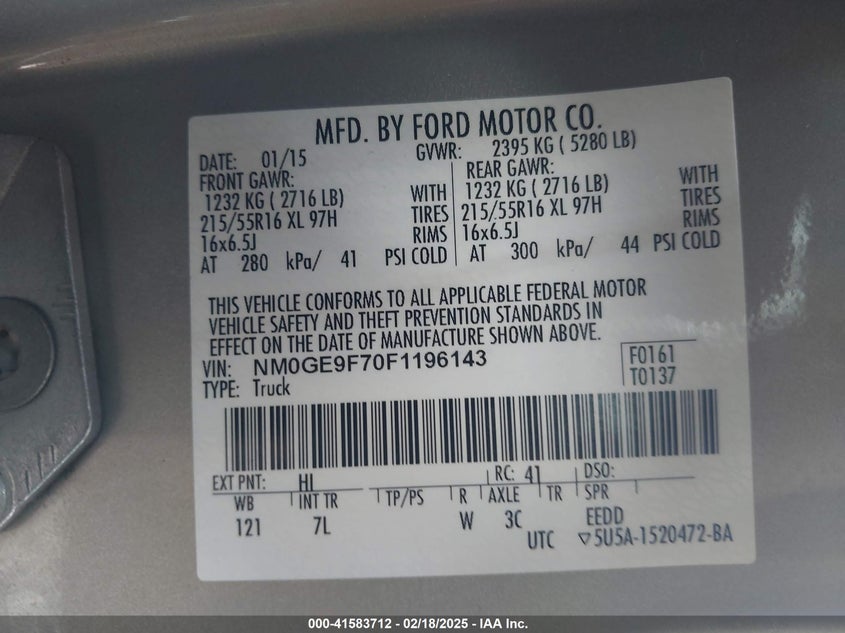 MFD. BY FORD MOTOR CO.
DATE: 01/15 GVWR: 2395 KG ( 5280 LB)
FRONT GAWR:
1232 KG ( 2716 LB) WITH
215/55R16 XL 97H TIRES
16x6.5J RIMS
AT 280 kPa/ 41 PSI COLD
REAR GAWR:
1232 KG ( 2716 LB) WITH
215/55R16 XL 97H TIRES
16x6.5J RIMS
AT 300 kPa/ 44 PSI COLD
THIS VEHICLE CONFORMS TO ALL APPLICABLE FEDERAL MOTOR
VEHICLE SAFETY AND THEFT PREVENTION STANDARDS IN
EFFECT ON THE DATE OF MANUFACTURE SHOWN ABOVE.
VIN: NM0GE9F70F1196143
TYPE: Truck
F0161
T0137
EXT PNT: HI RC: 41 DSO:
WB INT TR TP/PS R AXLE TR SPR
121 7L W 3C EEDD
UTC ▽5U5A-1520472-BA
000-41583712 - 02/18/2025 - IAA Inc.